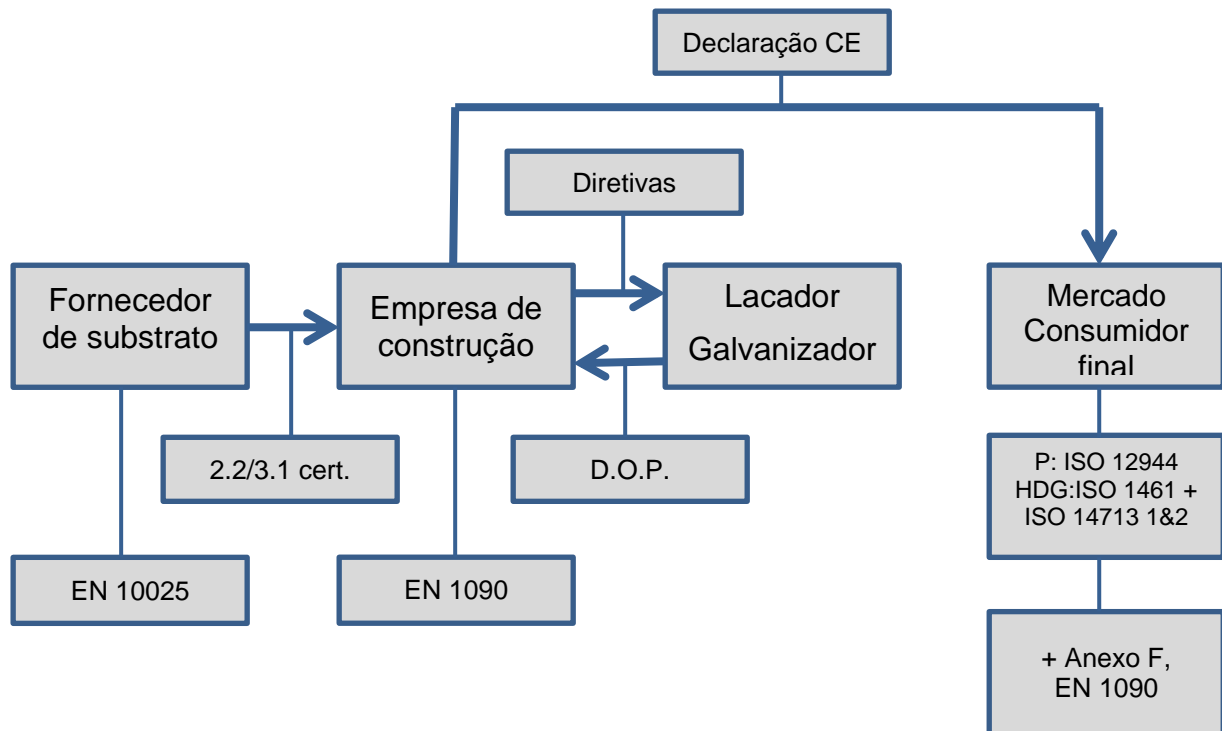 Declaração CE
Diretivas
Fornecedor
de substrato
Empresa de
construção
Lacador
Galvanizador
Mercado
Consumidor
final
2.2/3.1 cert.
D.O.P.
P: ISO 12944
HDG:ISO 1461 +
ISO 14713 1&2
EN 10025
EN 1090
+ Anexo F,
EN 1090